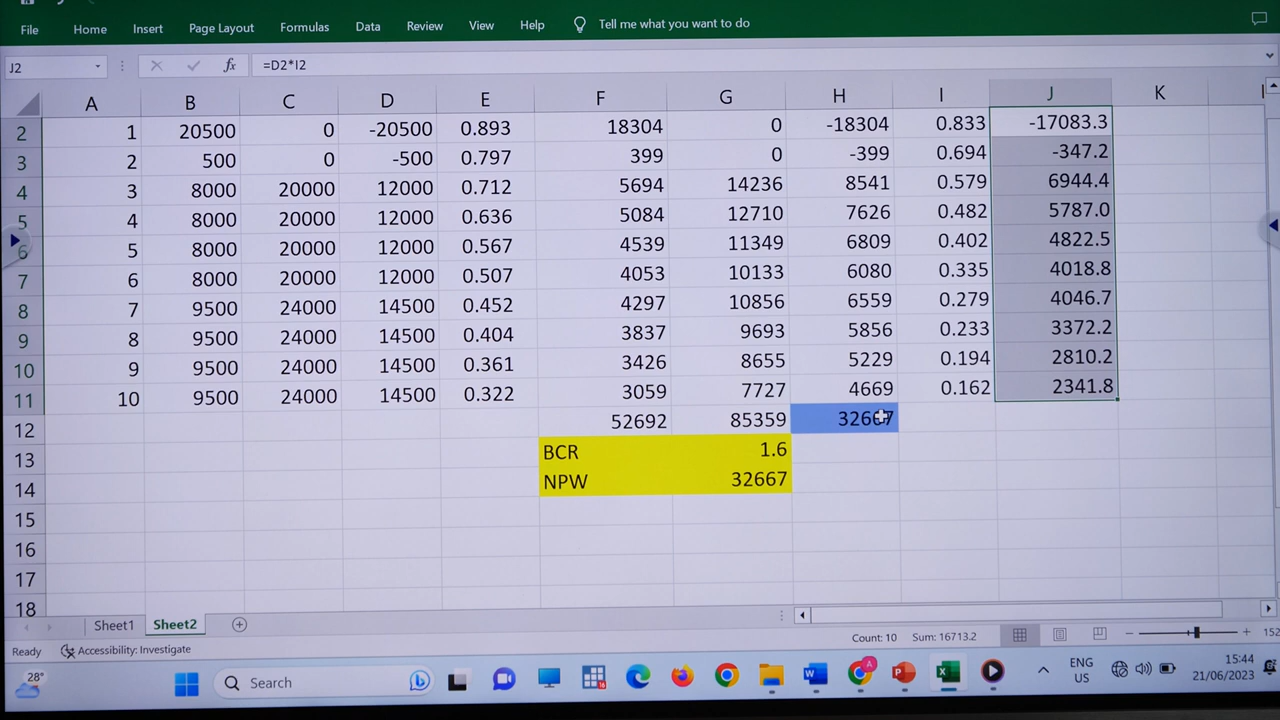 File Home Insert Page Layout Formulas Data Review View Help Tell me what you want to do
J2 fx =D2*I2
A B C D E F G H I J K
2 1 20500 0 -20500 0.893 18304 0 -18304 0.833 -17083.3
3 2 500 0 -500 0.797 399 0 -399 0.694 -347.2
4 3 8000 20000 12000 0.712 5694 14236 8541 0.579 6944.4
5 4 8000 20000 12000 0.636 5084 12710 7626 0.482 5787.0
6 5 8000 20000 12000 0.567 4539 11349 6809 0.402 4822.5
7 6 8000 20000 12000 0.507 4053 10133 6080 0.335 4018.8
8 7 9500 24000 14500 0.452 4297 10856 6559 0.279 4046.7
9 8 9500 24000 14500 0.404 3837 9693 5856 0.233 3372.2
10 9 9500 24000 14500 0.361 3426 8655 5229 0.194 2810.2
11 10 9500 24000 14500 0.322 3059 7727 4669 0.162 2341.8
12 52692 85359 32667
13 BCR 1.6
14 NPW 32667
15
16
17
18
Sheet1 Sheet2
Ready Accessibility: Investigate Count: 10 Sum: 16713.2
28° Search ENG 15:44
US 21/06/2023